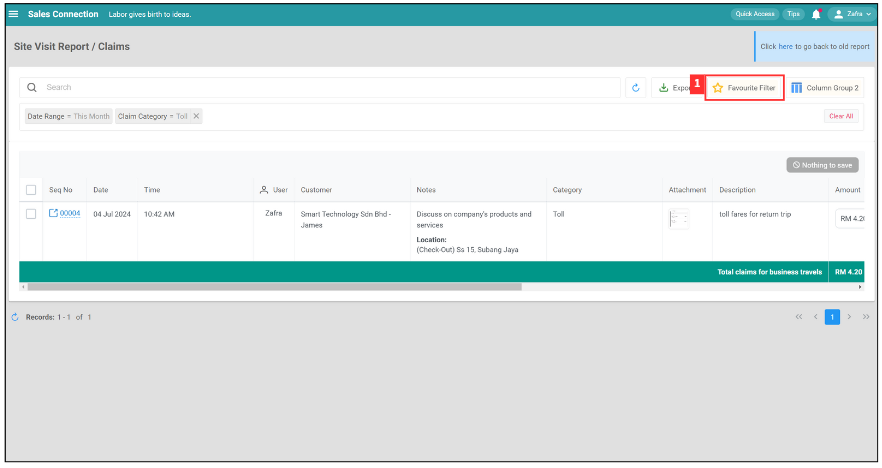 Sales Connection Labor gives birth to ideas. Quick Access Tips Zafra
Site Visit Report / Claims
Click here to go back to old report
Search
1 Favourite Filter Column Group 2
Date Range = This Month Claim Category = Toll ✕ Clear All
Nothing to save
Seq No Date Time User Customer Notes Category Attachment Description Amount
00004 04 Jul 2024 10:42 AM Zafra Smart Technology Sdn Bhd - Discuss on company's products and Toll toll fares for return trip RM 4.20
James services
Location:
(Check-Out) Ss 15, Subang Jaya
Total claims for business travels RM 4.20
Records: 1 - 1 of 1 << < 1 > >>